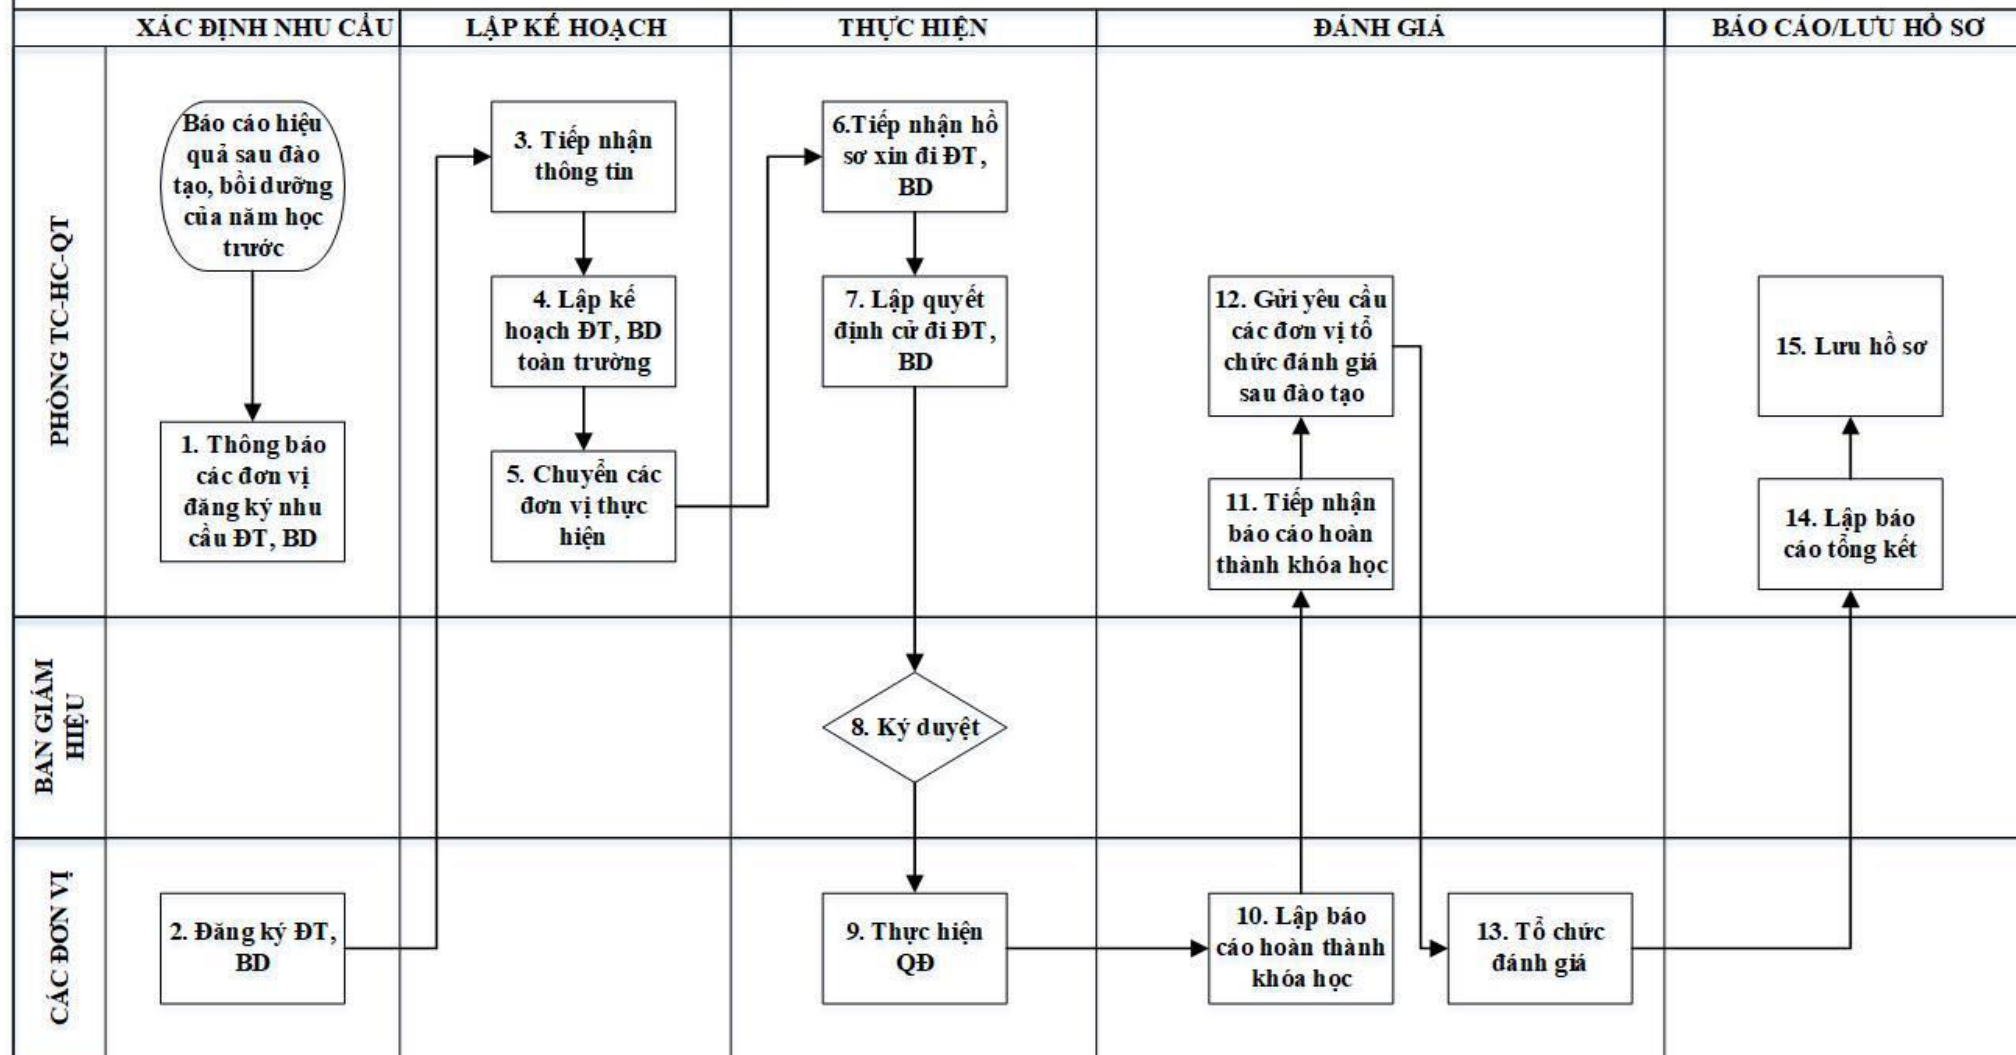 XÁC ĐỊNH NHU CẦU
LẬP KẾ HOẠCH
THỰC HIỆN
ĐÁNH GIÁ
BÁO CÁO/LƯU HỒ SƠ
PHÒNG TC-HC-QT
Báo cáo hiệu
quả sau đào
tạo, bồi dưỡng
của năm học
trước
1. Thông báo
các đơn vị
đăng ký nhu
cầu ĐT, BD
3. Tiếp nhận
thông tin
4. Lập kế
hoạch ĐT, BD
toàn trường
5. Chuyển các
đơn vị thực
hiện
6.Tiếp nhận hồ
sơ xin đi ĐT,
BD
7. Lập quyết
định cử đi ĐT,
BD
12. Gửi yêu cầu
các đơn vị tổ
chức đánh giá
sau đào tạo
11. Tiếp nhận
báo cáo hoàn
thành khóa học
15. Lưu hồ sơ
14. Lập báo
cáo tổng kết
BAN GIÁM
HIỆU
8. Ký duyệt
CÁC ĐƠN VỊ
2. Đăng ký ĐT,
BD
9. Thực hiện
QĐ
10. Lập báo
cáo hoàn thành
khóa học
13. Tổ chức
đánh giá